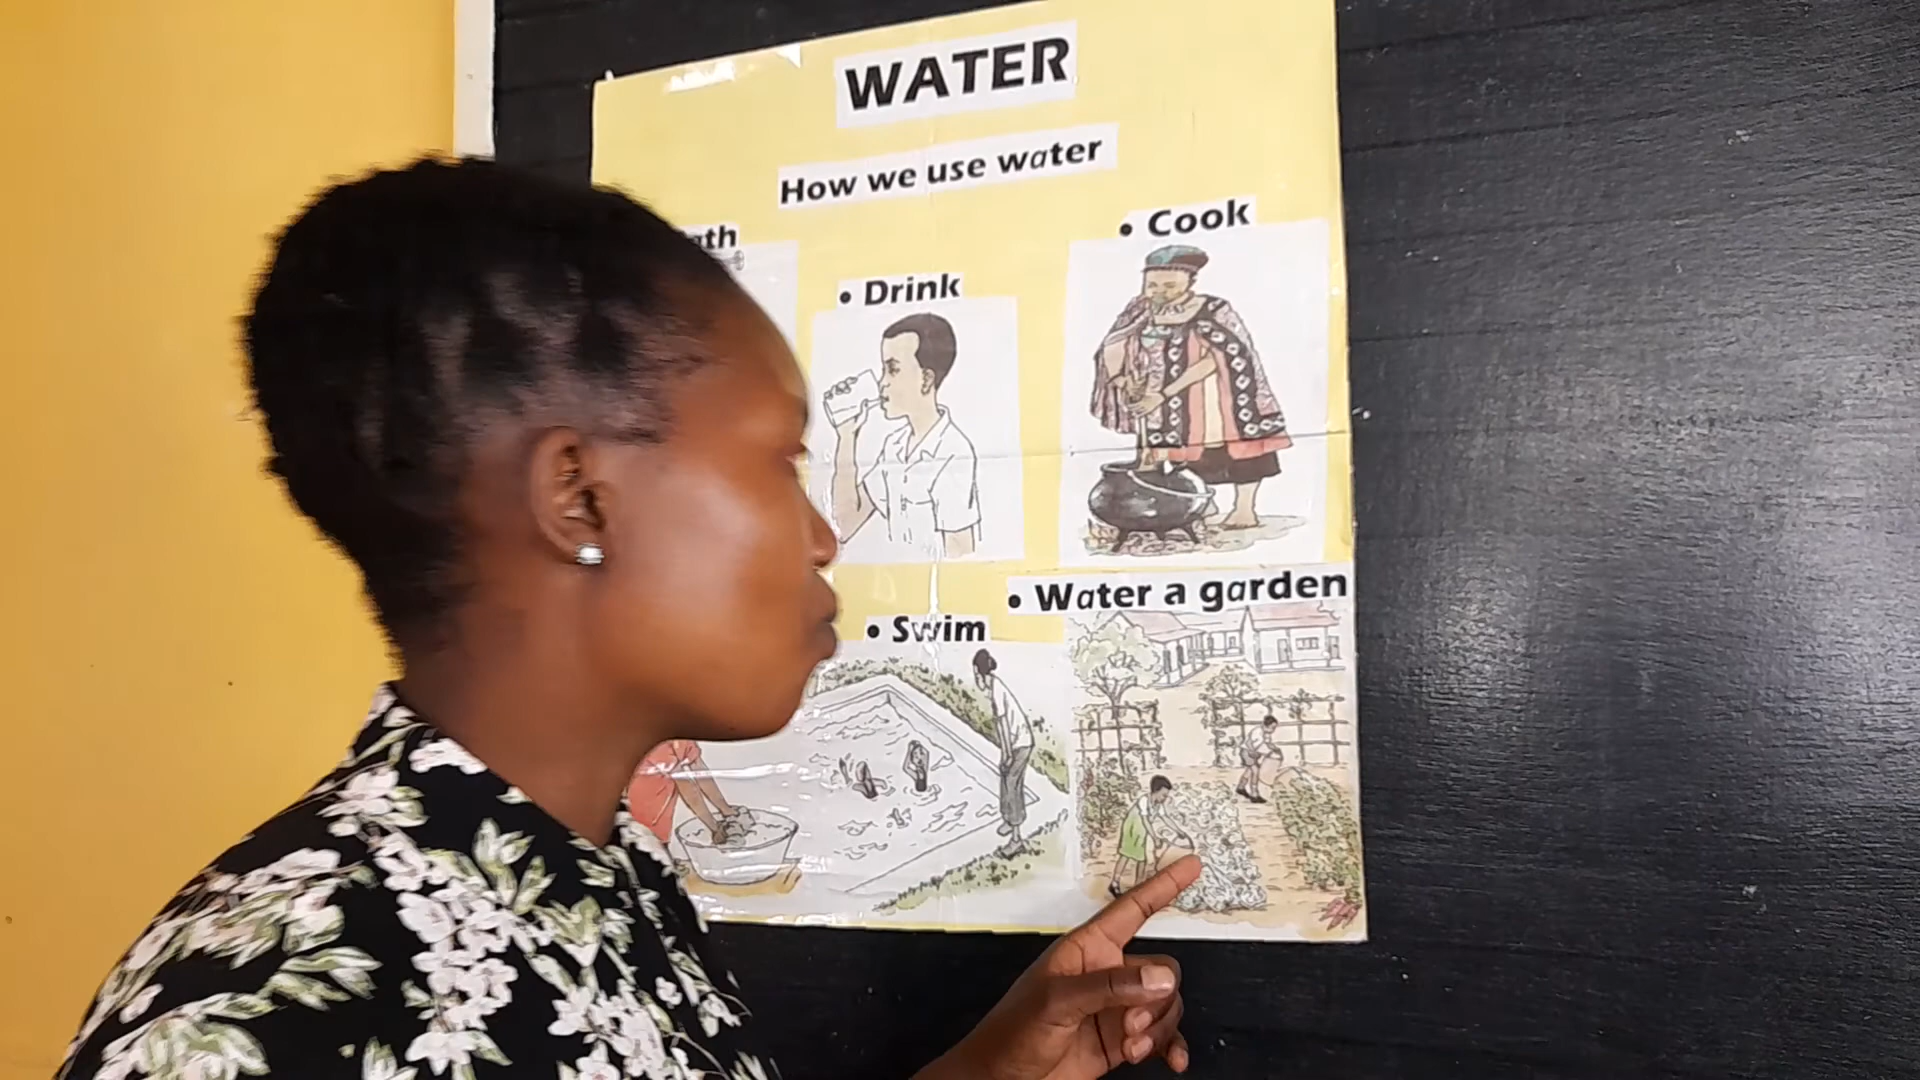 WATER
How we use water
• Cook
• Drink
• Water a garden
• Swim